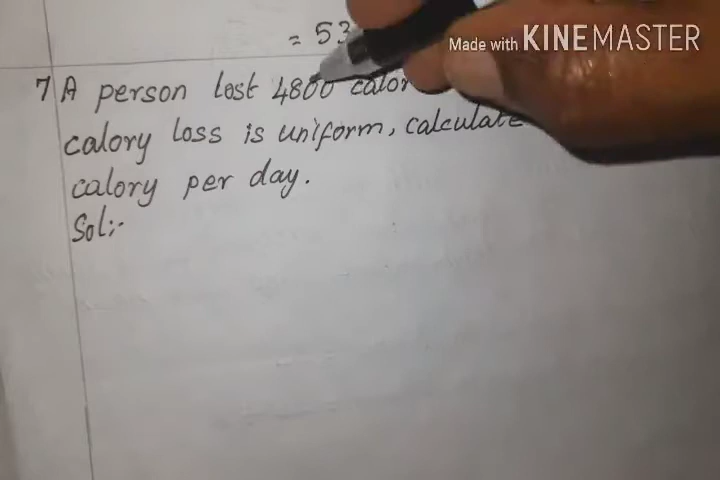 = 53
Made with KINEMASTER
7 A person lost 4800 calor
calory loss is uniform, calculate
calory per day.
Sol:-